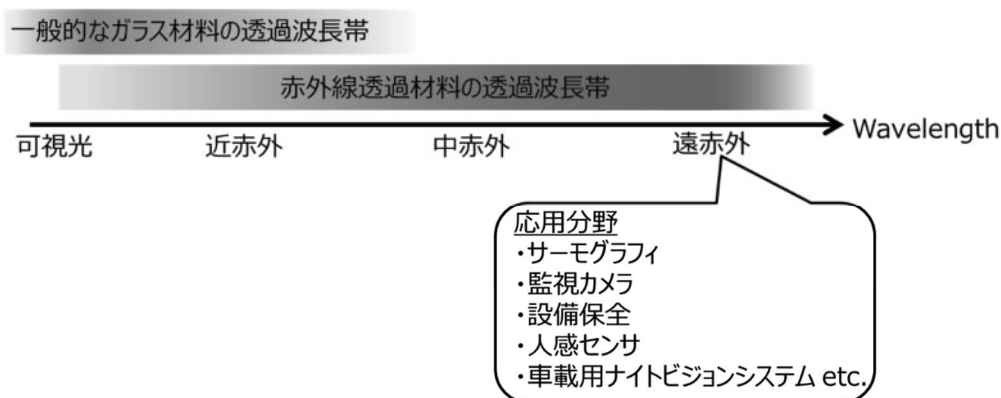 一般的なガラス材料の透過波長帯
赤外線透過材料の透過波長帯
Wavelength
可視光 近赤外 中赤外 遠赤外
応用分野
・サーモグラフィ
・監視カメラ
・設備保全
・人感センサ
・車載用ナイトビジョンシステム etc.